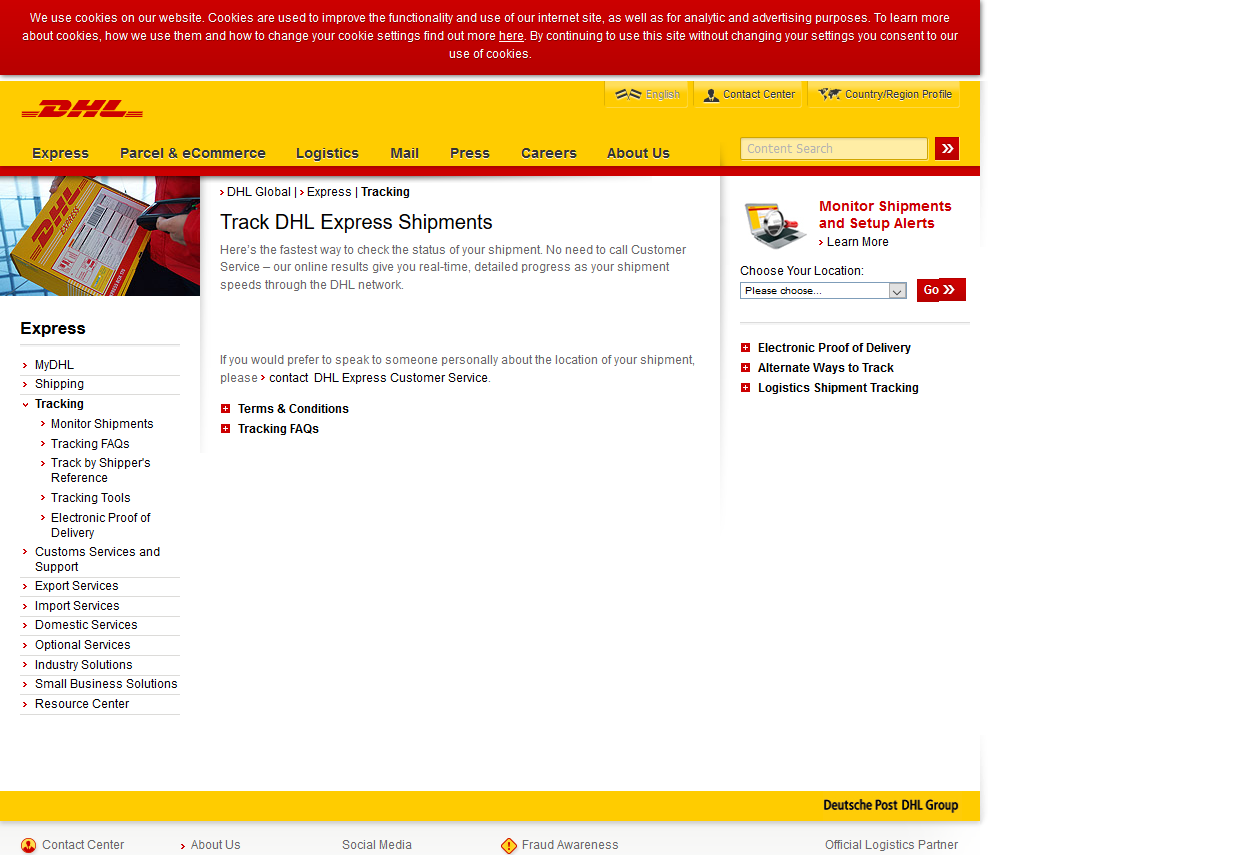 We use cookies on our website. Cookies are used to improve the functionality and use of our internet site, as well as for analytic and advertising purposes. To learn more
about cookies, how we use them and how to change your cookie settings find out more here. By continuing to use this site without changing your settings you consent to our
use of cookies.
English
Contact Center
Country/Region Profile
DHL
Express
Parcel & eCommerce
Logistics
Mail
Press
Careers
About Us
Content Search
DHL
EXPRESS
Express
MyDHL
Shipping
Tracking
Monitor Shipments
Tracking FAQs
Track by Shipper's
Reference
Tracking Tools
Electronic Proof of
Delivery
Customs Services and
Support
Export Services
Import Services
Domestic Services
Optional Services
Industry Solutions
Small Business Solutions
Resource Center
DHL Global | Express | Tracking
Track DHL Express Shipments
Here's the fastest way to check the status of your shipment. No need to call Customer
Service – our online results give you real-time, detailed progress as your shipment
speeds through the DHL network.
If you would prefer to speak to someone personally about the location of your shipment,
please contact DHL Express Customer Service.
Terms & Conditions
Tracking FAQs
Monitor Shipments
and Setup Alerts
Learn More
Choose Your Location:
Please choose...
Go
Electronic Proof of Delivery
Alternate Ways to Track
Logistics Shipment Tracking
Deutsche Post DHL Group
Contact Center
About Us
Social Media
Fraud Awareness
Official Logistics Partner